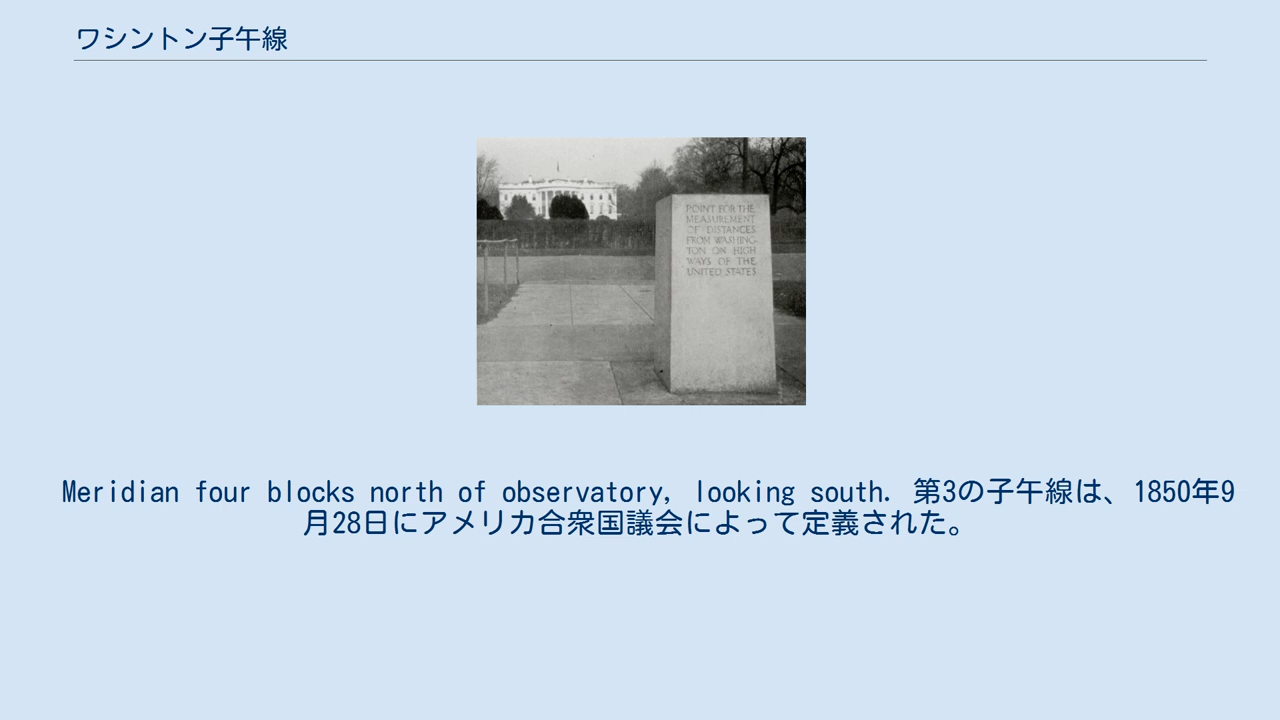 ワシントン子午線
POINT FOR THE
MEASUREMENT
OF DISTANCES
FROM WASHING-
TON ON HIGH
WAYS OF THE
UNITED STATES
Meridian four blocks north of observatory, looking south. 第3の子午線は、1850年9
月28日にアメリカ合衆国議会によって定義された。